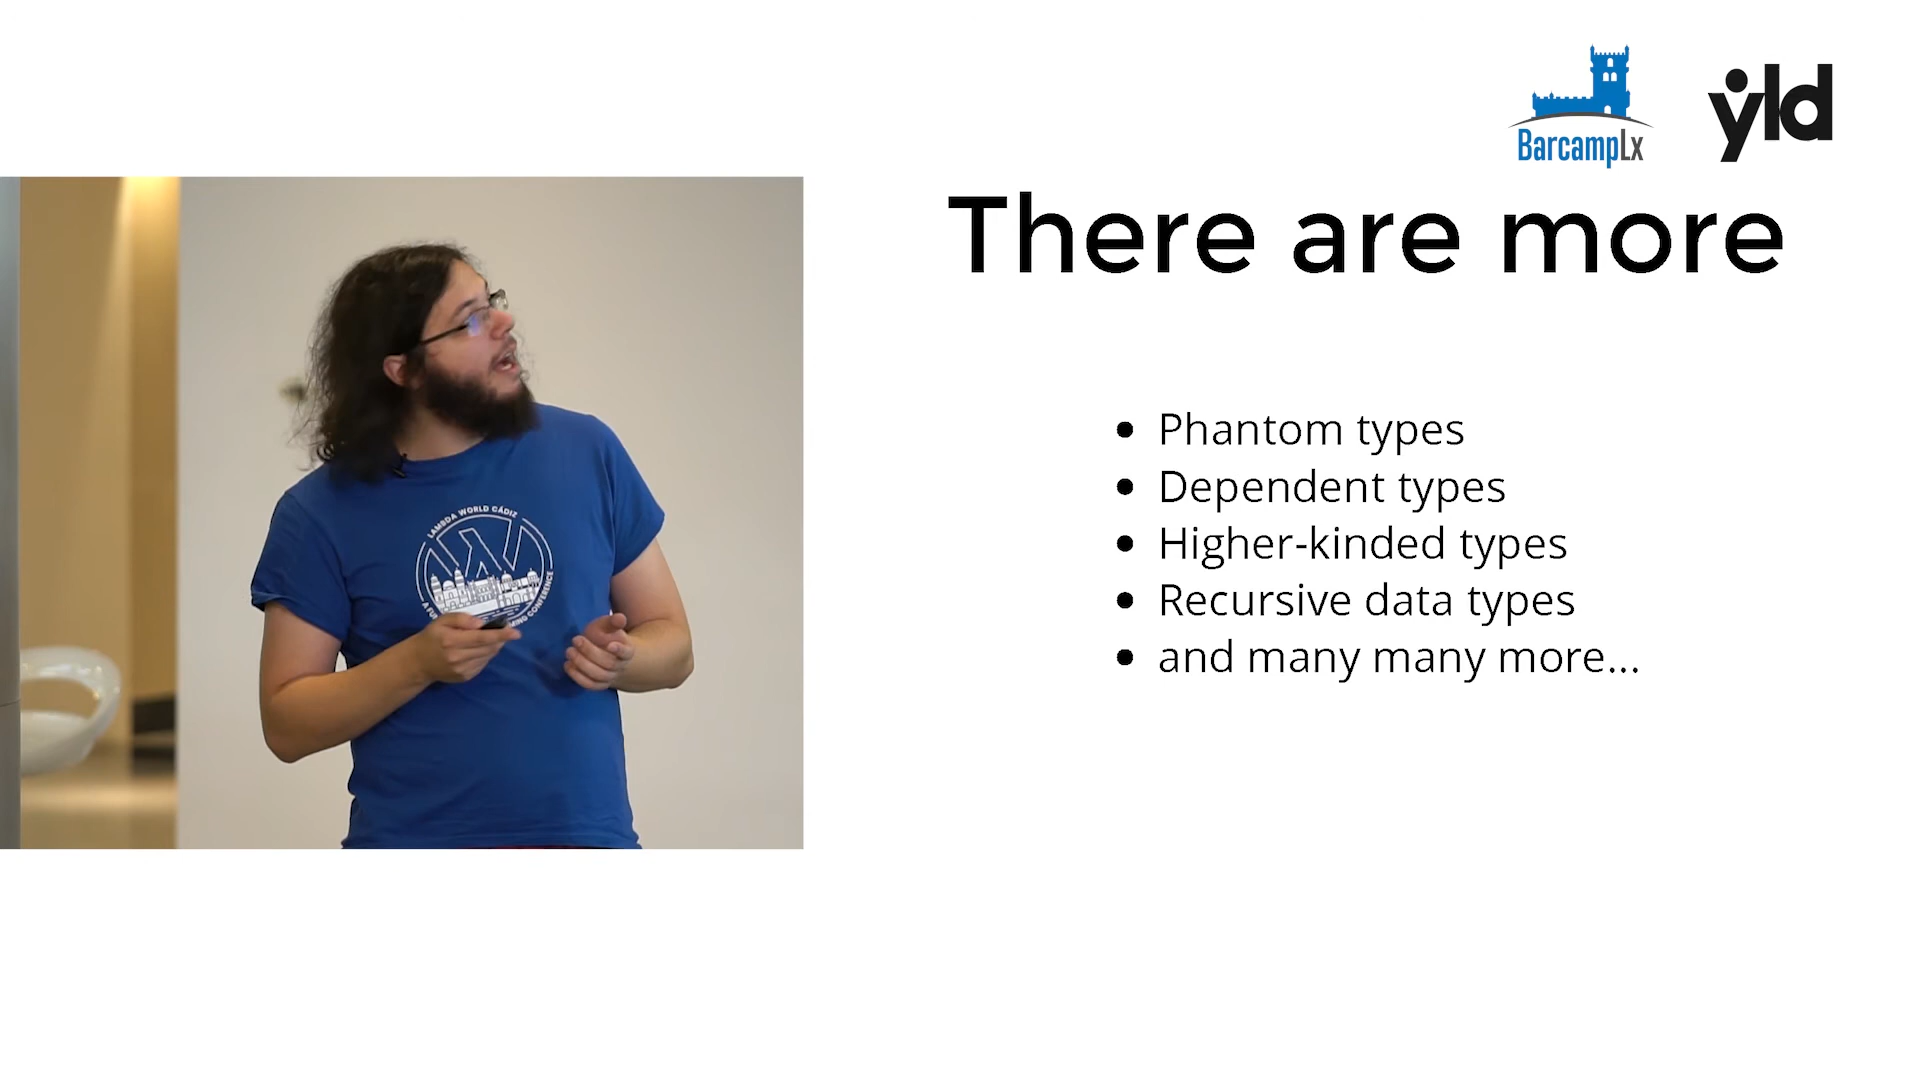 BarcampLx
yld
There are more
• Phantom types
• Dependent types
• Higher-kinded types
• Recursive data types
• and many many more...
LAMBDA WORLD CÁDIZ
CONFERENCE